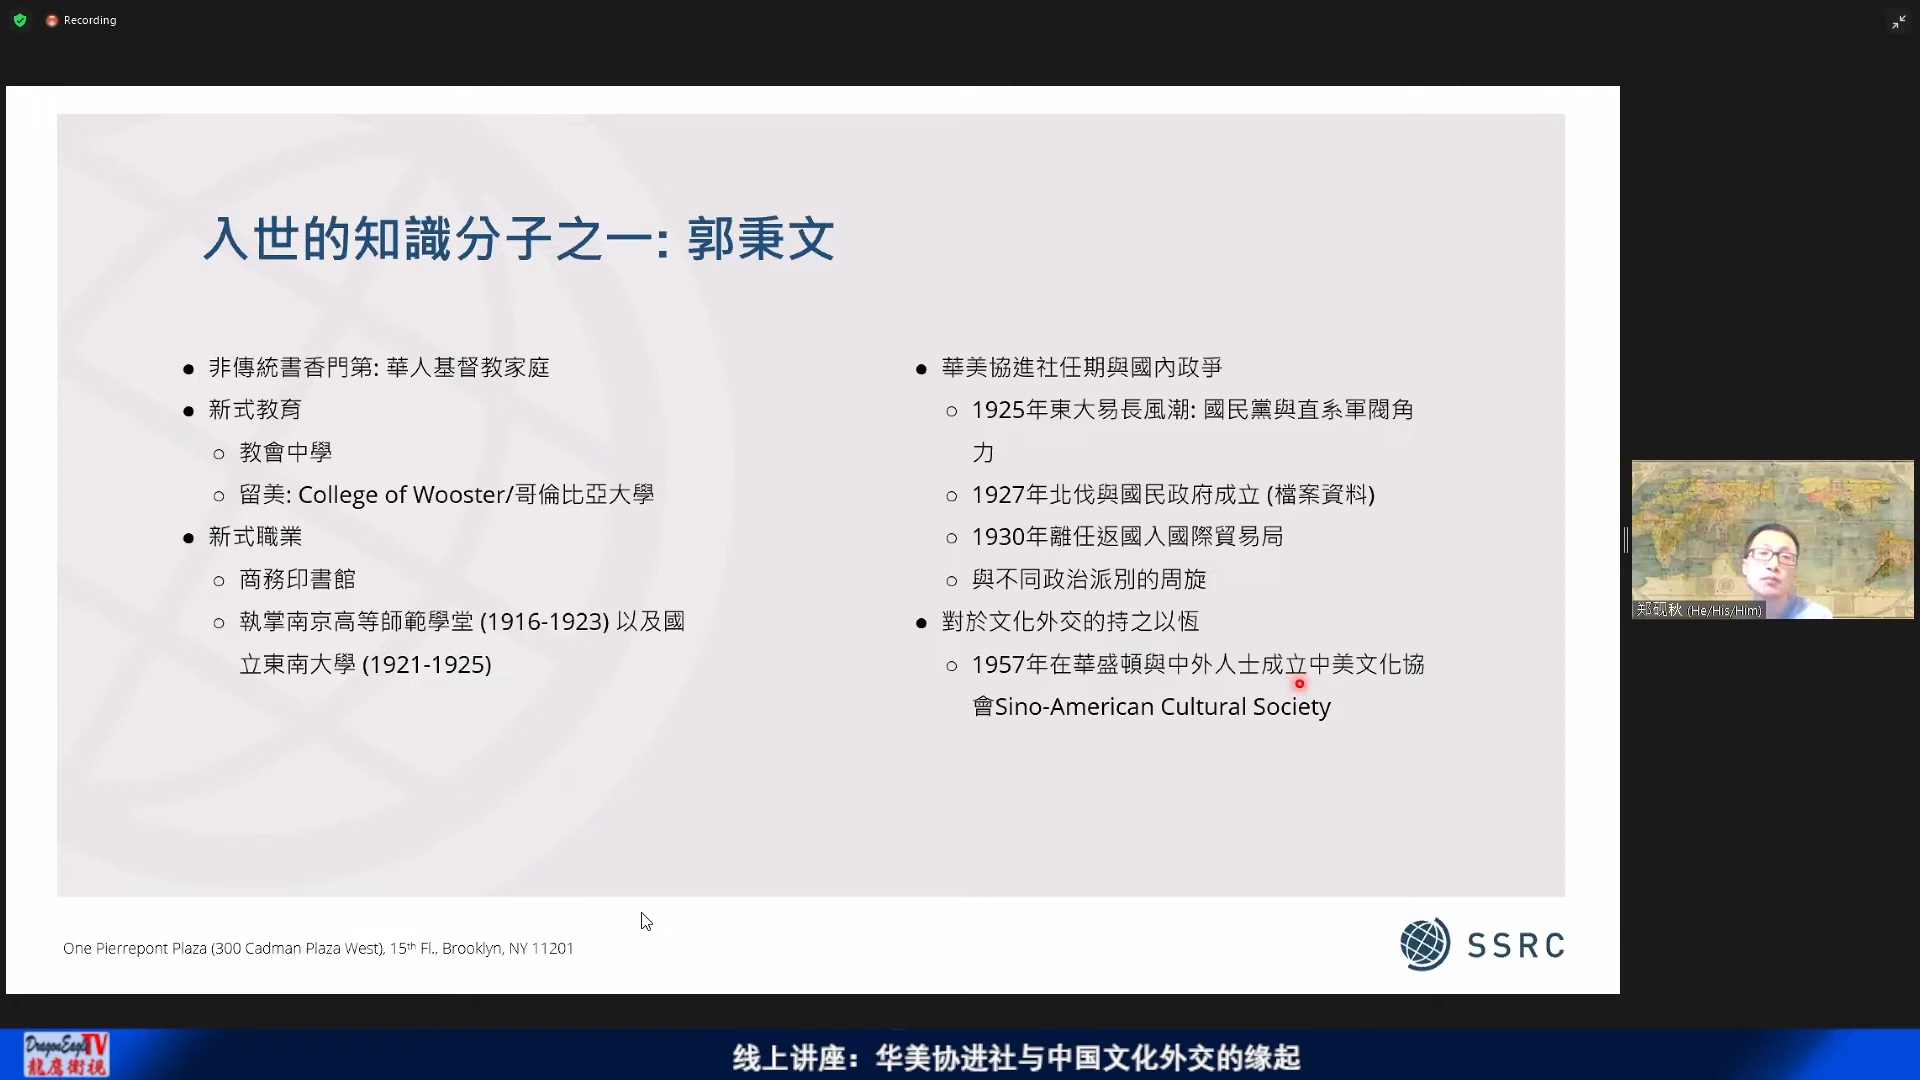 Recording
入世的知識分子之一: 郭秉文
● 非傳統書香門第: 華人基督教家庭
● 新式教育
○ 教會中學
○ 留美: College of Wooster/哥倫比亞大學
● 新式職業
○ 商務印書館
○ 執掌南京高等師範學堂 (1916-1923) 以及國
立東南大學 (1921-1925)
● 華美協進社任期與國內政爭
○ 1925年東大易長風潮: 國民黨與直系軍閥角
力
○ 1927年北伐與國民政府成立 (檔案資料)
○ 1930年離任返國入國際貿易局
○ 與不同政治派別的周旋
● 對於文化外交的持之以恆
○ 1957年在華盛頓與中外人士成立中美文化協
會Sino-American Cultural Society
郑砚秋 (He/His/Him)
One Pierrepont Plaza (300 Cadman Plaza West), 15th Fl., Brooklyn, NY 11201
SSRC
DragonEagleTV
龍鷹衛視
线上讲座：华美协进社与中国文化外交的缘起